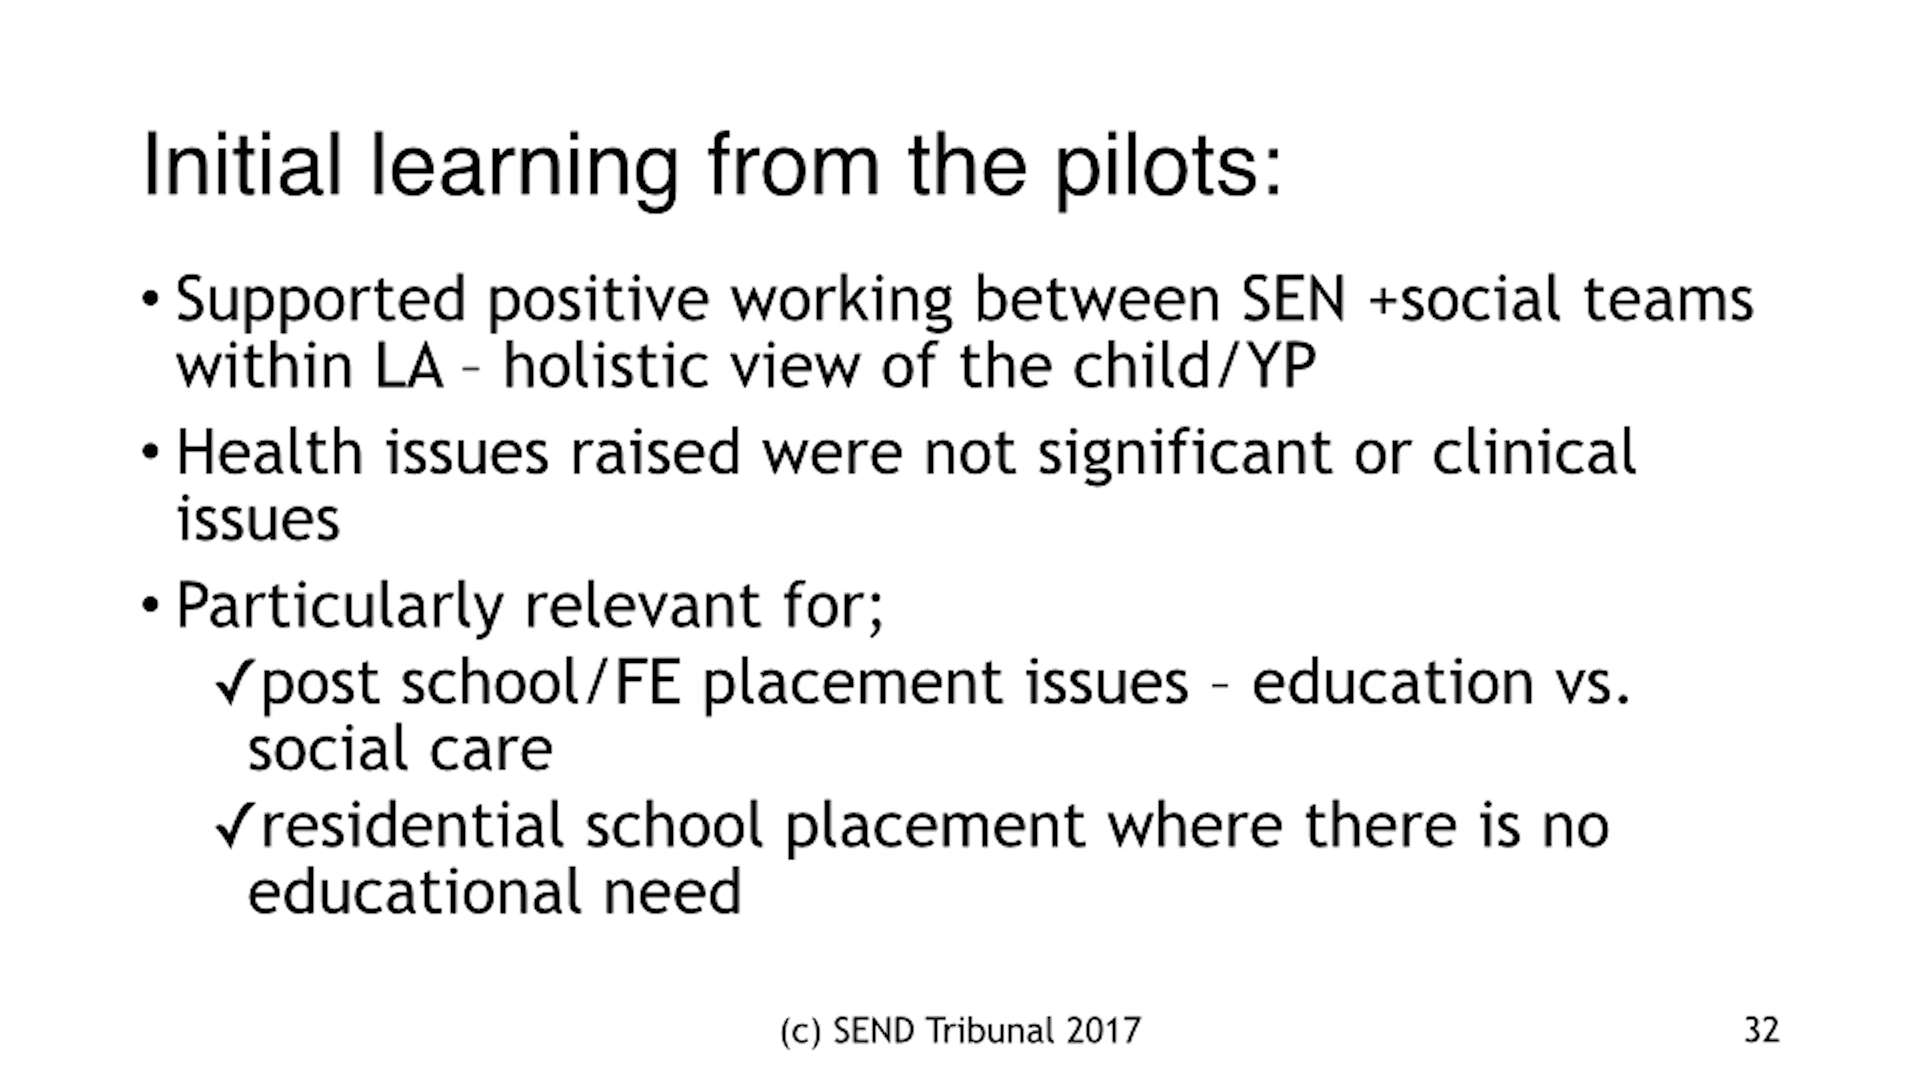 Initial learning from the pilots:
• Supported positive working between SEN +social teams
within LA – holistic view of the child/YP
• Health issues raised were not significant or clinical
issues
• Particularly relevant for;
✓post school/FE placement issues – education vs.
social care
✓residential school placement where there is no
educational need
(c) SEND Tribunal 2017
32